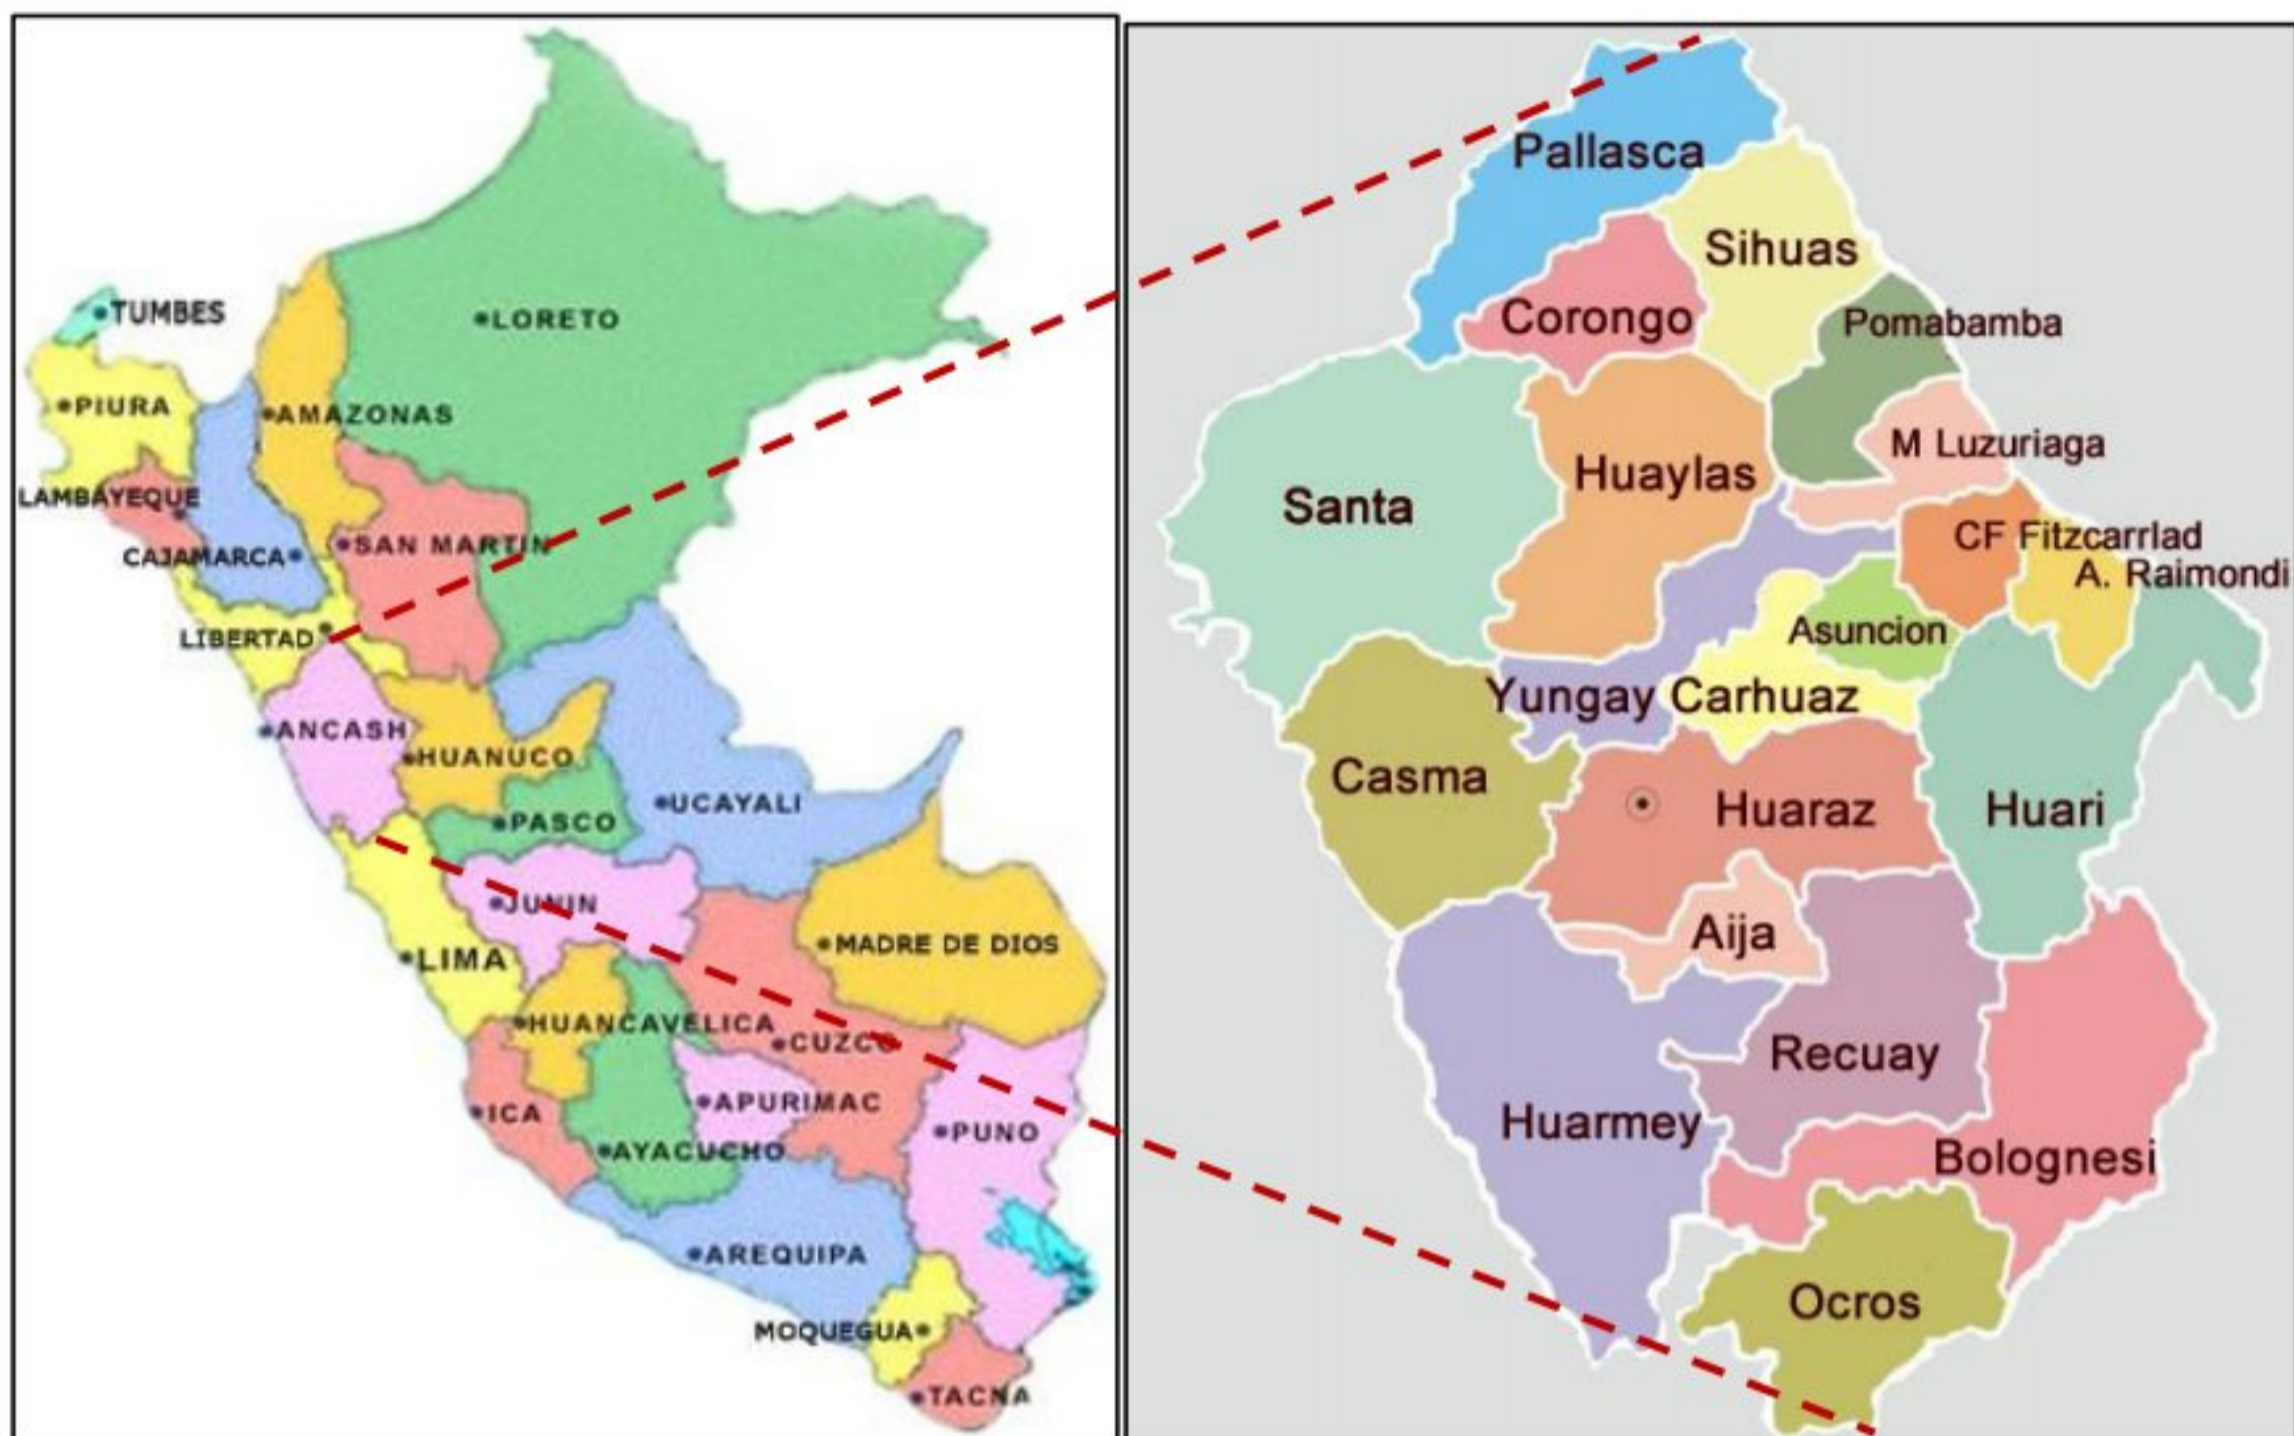 TUMBES
LORETO
PIURA
AMAZONAS
LAMBAYEQUE
CAJAMARCA
SAN MARTIN
LIBERTAD
ANCASH
HUANUCO
UCAYALI
PASCO
JUNIN
MADRE DE DIOS
LIMA
HUANCAVELICA
CUZCO
ICA
APURIMAC
PUNO
AYACUCHO
AREQUIPA
MOQUEGUA
TACNA
Pallasca
Sihuas
Corongo
Pomabamba
M Luzuriaga
Huaylas
Santa
CF Fitzcarrlad
A. Raimondi
Asuncion
Yungay
Carhuaz
Casma
Huaraz
Huari
Aija
Recuay
Huarmey
Bolognesi
Ocros